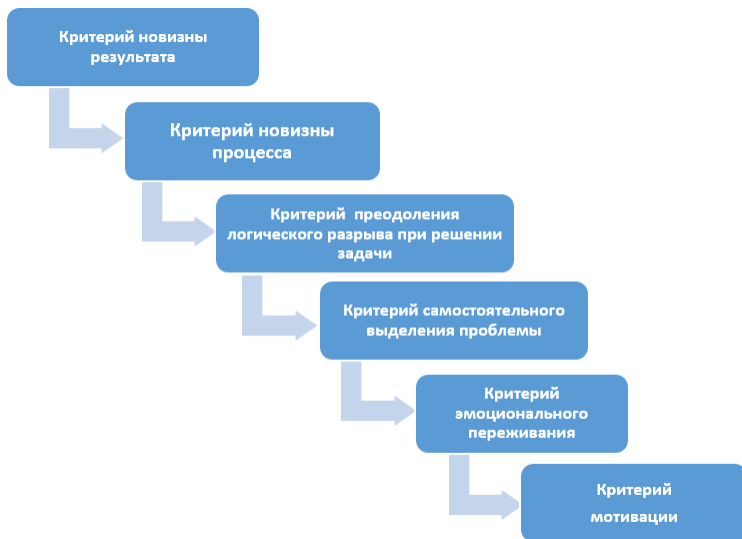 Критерий новизны
результата
Критерий новизны
процесса
Критерий преодоления
логического разрыва при решении
задачи
Критерий самостоятельного
выделения проблемы
Критерий
эмоционального
переживания
Критерий
мотивации